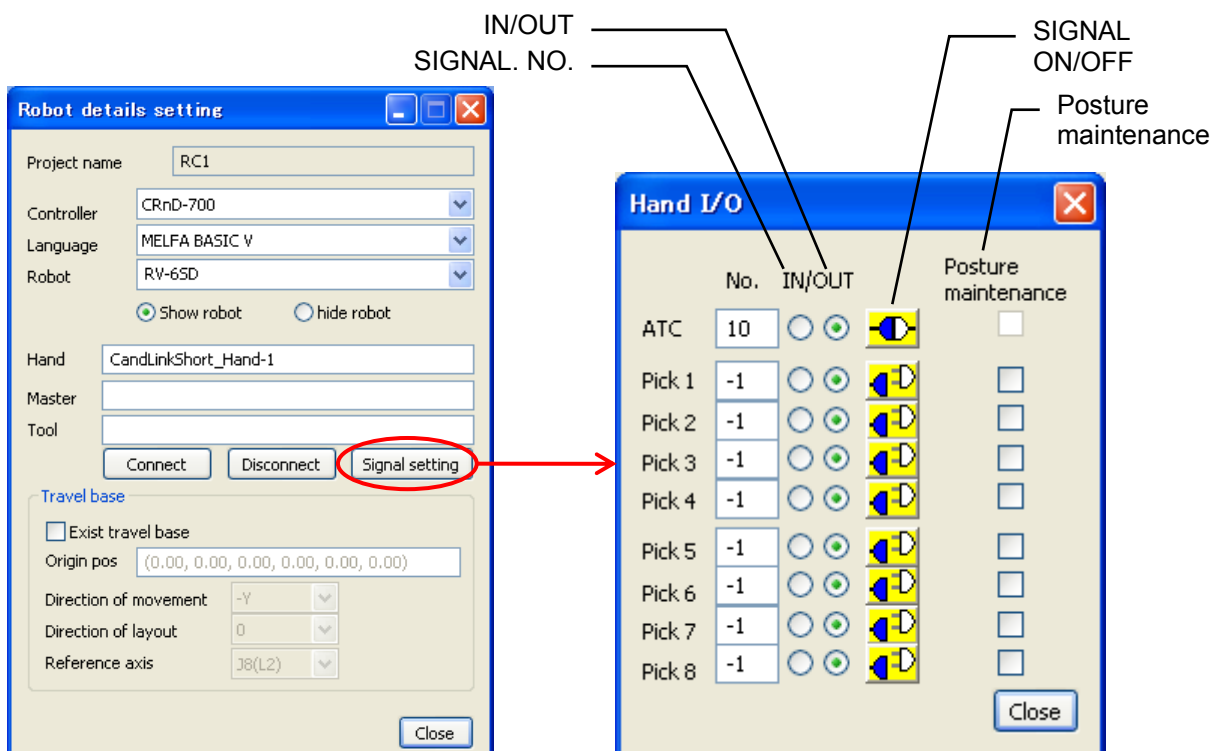 IN/OUT
SIGNAL. NO.
SIGNAL
ON/OFF
Posture
maintenance
Robot details setting
Project name RC1
Controller CRnD-700
Language MELFA BASIC V
Robot RV-6SD
Show robot hide robot
Hand CandLinkShort_Hand-1
Master
Tool
Connect Disconnect Signal setting
Travel base
Exist travel base
Origin pos (0.00, 0.00, 0.00, 0.00, 0.00, 0.00)
Direction of movement -Y
Direction of layout 0
Reference axis J8(L2)
Close
Hand I/O
No. IN/OUT Posture
maintenance
ATC 10
Pick 1 -1
Pick 2 -1
Pick 3 -1
Pick 4 -1
Pick 5 -1
Pick 6 -1
Pick 7 -1
Pick 8 -1
Close